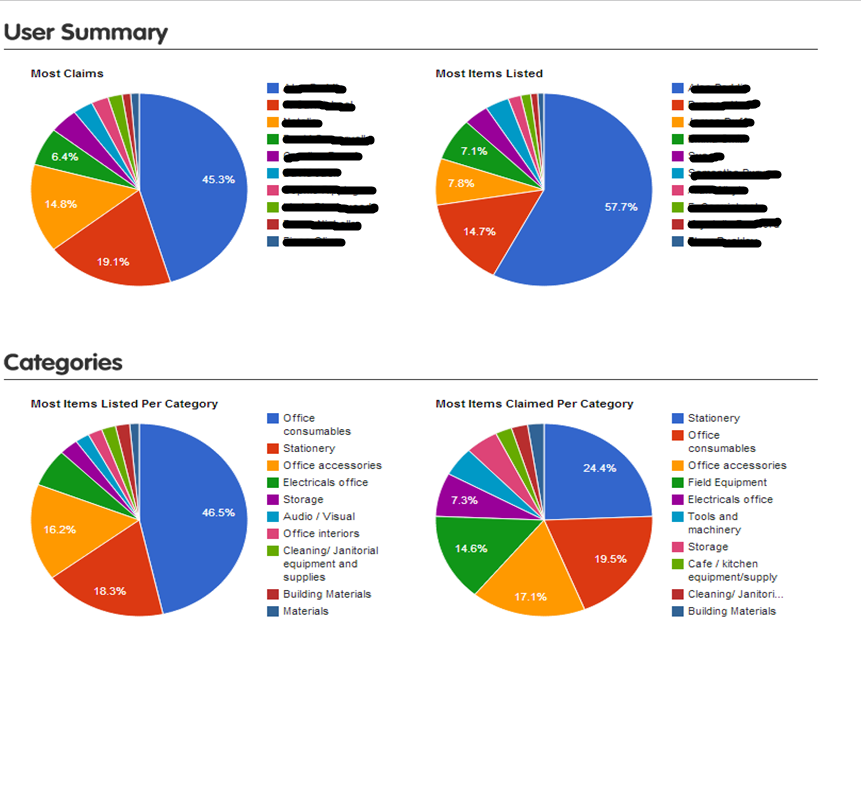 User Summary
Most Claims
45.3%
19.1%
14.8%
6.4%
Most Items Listed
57.7%
14.7%
7.8%
7.1%
Categories
Most Items Listed Per Category
46.5%
18.3%
16.2%
Office
consumables
Stationery
Office accessories
Electricals office
Storage
Audio / Visual
Office interiors
Cleaning/ Janitorial
equipment and
supplies
Building Materials
Materials
Most Items Claimed Per Category
24.4%
19.5%
17.1%
14.6%
7.3%
Stationery
Office
consumables
Office accessories
Field Equipment
Electricals office
Tools and
machinery
Storage
Cafe / kitchen
equipment/supply
Cleaning/ Janitori...
Building Materials